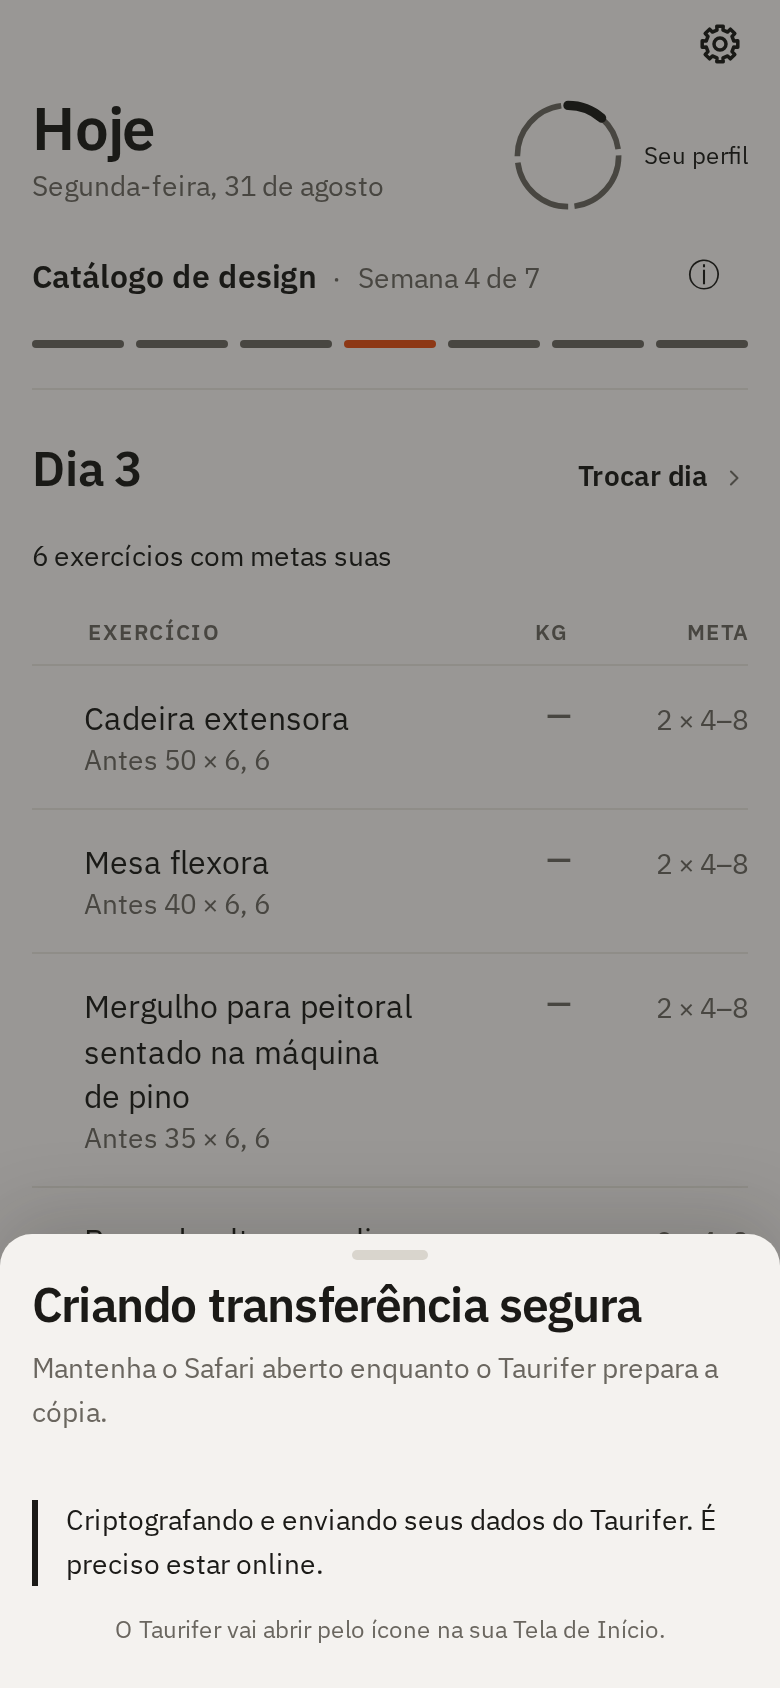 Hoje
Segunda-feira, 31 de agosto
Seu perfil
Catálogo de design · Semana 4 de 7
Dia 3
Trocar dia
6 exercícios com metas suas
EXERCÍCIO KG META
Cadeira extensora — 2 × 4–8
Antes 50 × 6, 6
Mesa flexora — 2 × 4–8
Antes 40 × 6, 6
Mergulho para peitoral — 2 × 4–8
sentado na máquina
de pino
Antes 35 × 6, 6
Criando transferência segura
Mantenha o Safari aberto enquanto o Taurifer prepara a
cópia.
Criptografando e enviando seus dados do Taurifer. É
preciso estar online.
O Taurifer vai abrir pelo ícone na sua Tela de Início.